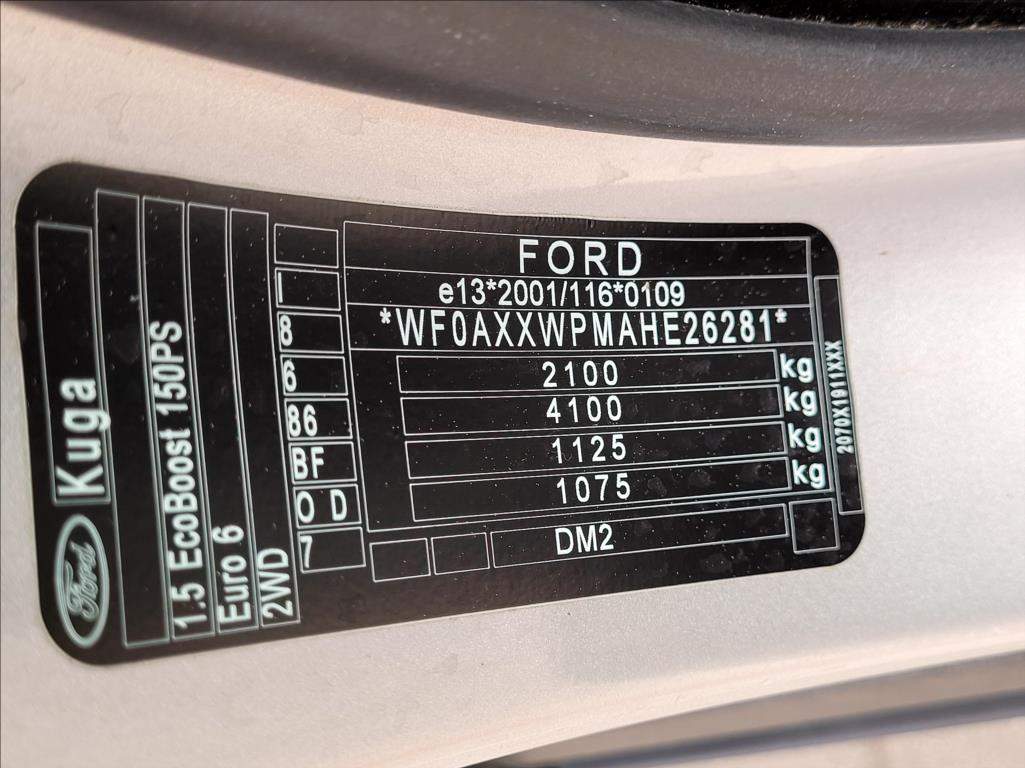 FORD
e13*2001/116*0109
*WF0AXXWPMAHE26281*
2100 kg
4100 kg
1125 kg
1075 kg
DM2
2070X1911XXX
8
6
86
BF
O D
7
Ford
Kuga
1.5 EcoBoost 150PS
Euro 6
2WD